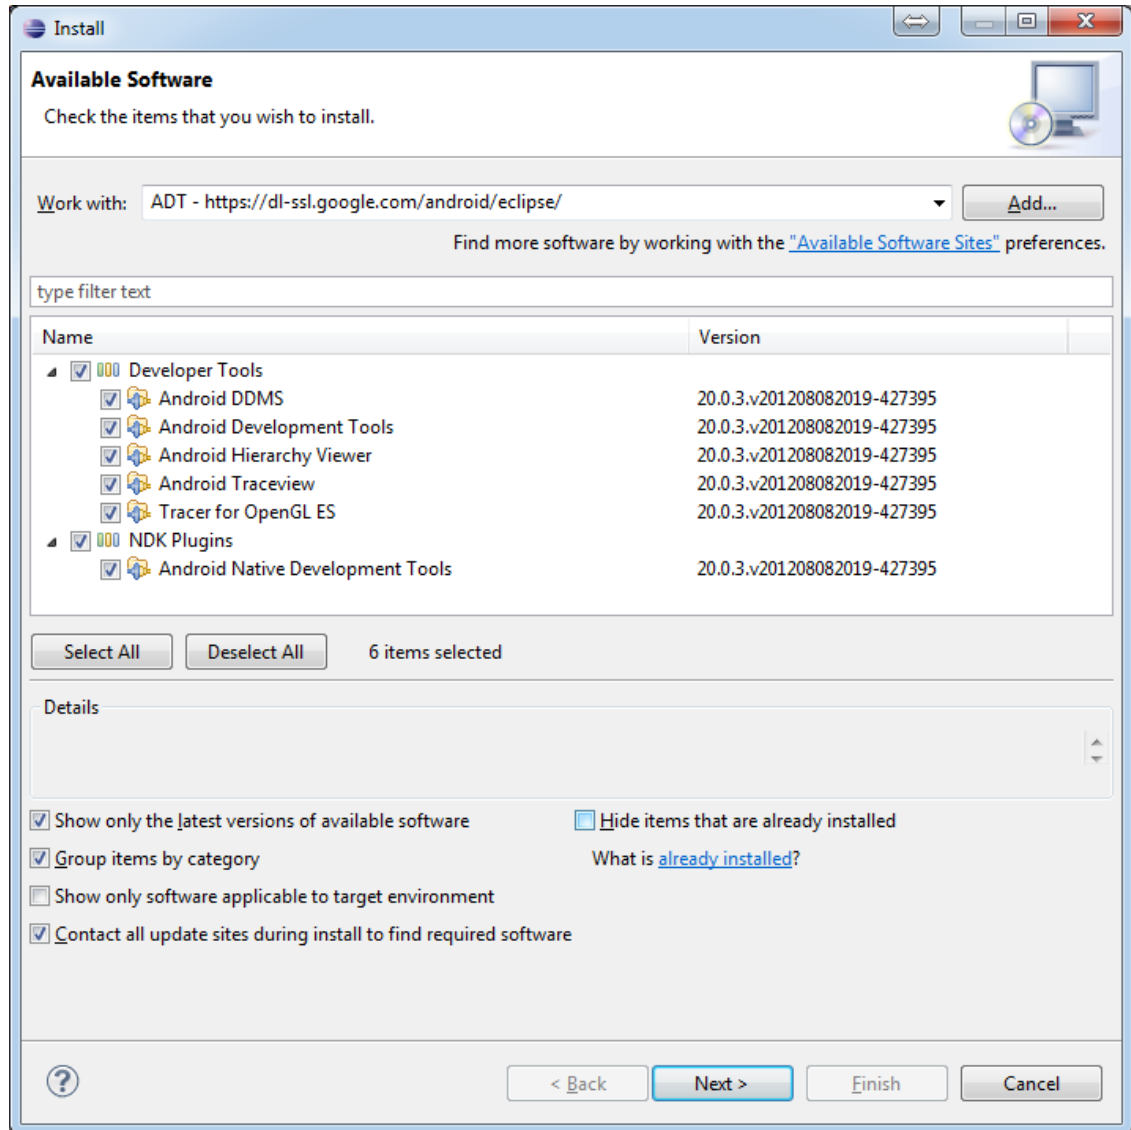 Install
Available Software
Check the items that you wish to install.
Work with: ADT - https://dl-ssl.google.com/android/eclipse/ Add...
Find more software by working with the "Available Software Sites" preferences.
type filter text
Name Version
Developer Tools
Android DDMS 20.0.3.v201208082019-427395
Android Development Tools 20.0.3.v201208082019-427395
Android Hierarchy Viewer 20.0.3.v201208082019-427395
Android Traceview 20.0.3.v201208082019-427395
Tracer for OpenGL ES 20.0.3.v201208082019-427395
NDK Plugins
Android Native Development Tools 20.0.3.v201208082019-427395
Select All Deselect All 6 items selected
Details
Show only the latest versions of available software Hide items that are already installed
Group items by category What is already installed?
Show only software applicable to target environment
Contact all update sites during install to find required software
? < Back Next > Finish Cancel